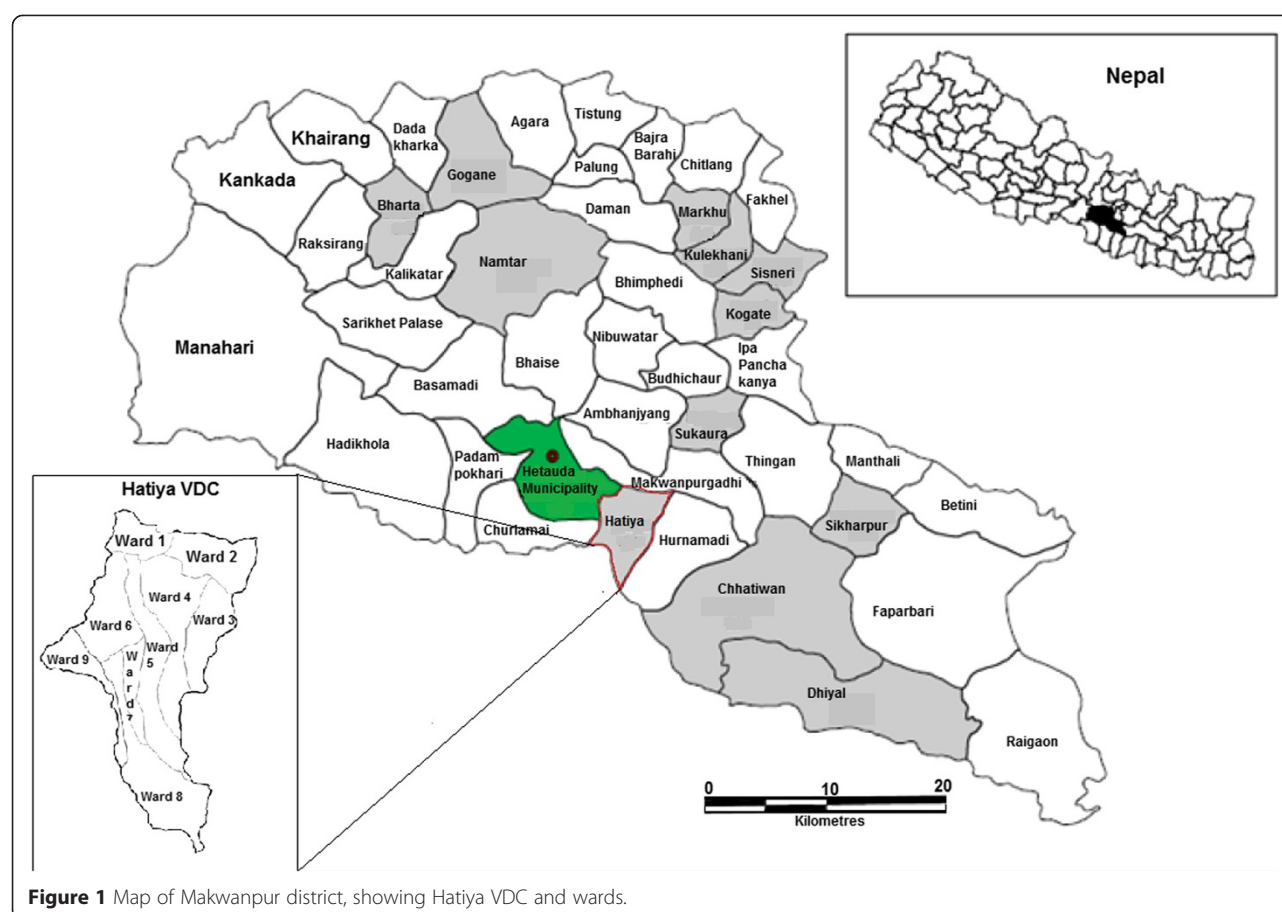 Nepal
Khairang
Dada
kharka
Agara
Tistung
Bajra
Barahi
Chitlang
Palung
Kankada
Gogane
Bharta
Daman
Markhu
Fakhel
Raksirang
Kalikatar
Namtar
Kulekhani
Sisneri
Bhimphedi
Kogate
Sarikhet Palase
Manahari
Nibuwatar
Ipa
Pancha
kanya
Bhaise
Budhichaur
Basamadi
Ambhanjyang
Sukaura
Hadikhola
Padam
pokhari
Hetauda
Municipality
Makwanpurgadhi
Thingan
Manthali
Betini
Churlamai
Hatiya
Hurnamadi
Sikharpur
Chhatiwan
Faparbari
Dhiyal
Raigaon
Hatiya VDC
Ward 1
Ward 2
Ward 4
Ward 3
Ward 6
Ward
5
Ward 9
W
a
r
d
7
Ward 8
0 10 20
Kilometres
Figure 1 Map of Makwanpur district, showing Hatiya VDC and wards.